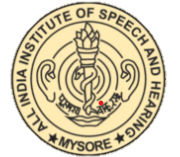 ALL INDIA INSTITUTE OF SPEECH AND HEARING
★ MYSORE ★